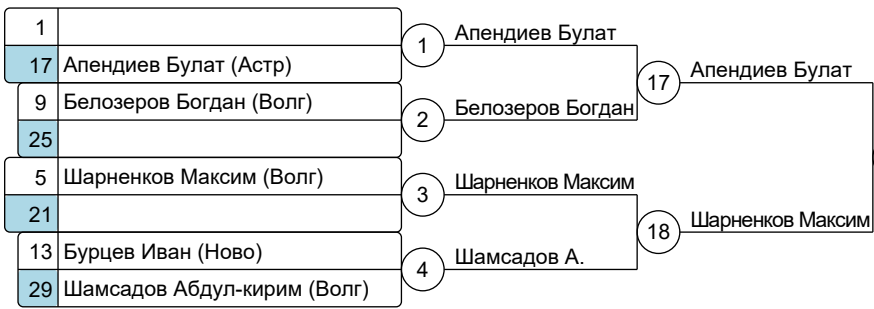 1
17 Апендиев Булат (Астр)
9 Белозеров Богдан (Волг)
25
5 Шарненков Максим (Волг)
21
13 Бурцев Иван (Ново)
29 Шамсадов Абдул-кирим (Волг)
1 Апендиев Булат
2 Белозеров Богдан
3 Шарненков Максим
4 Шамсадов А.
17 Апендиев Булат
18 Шарненков Максим